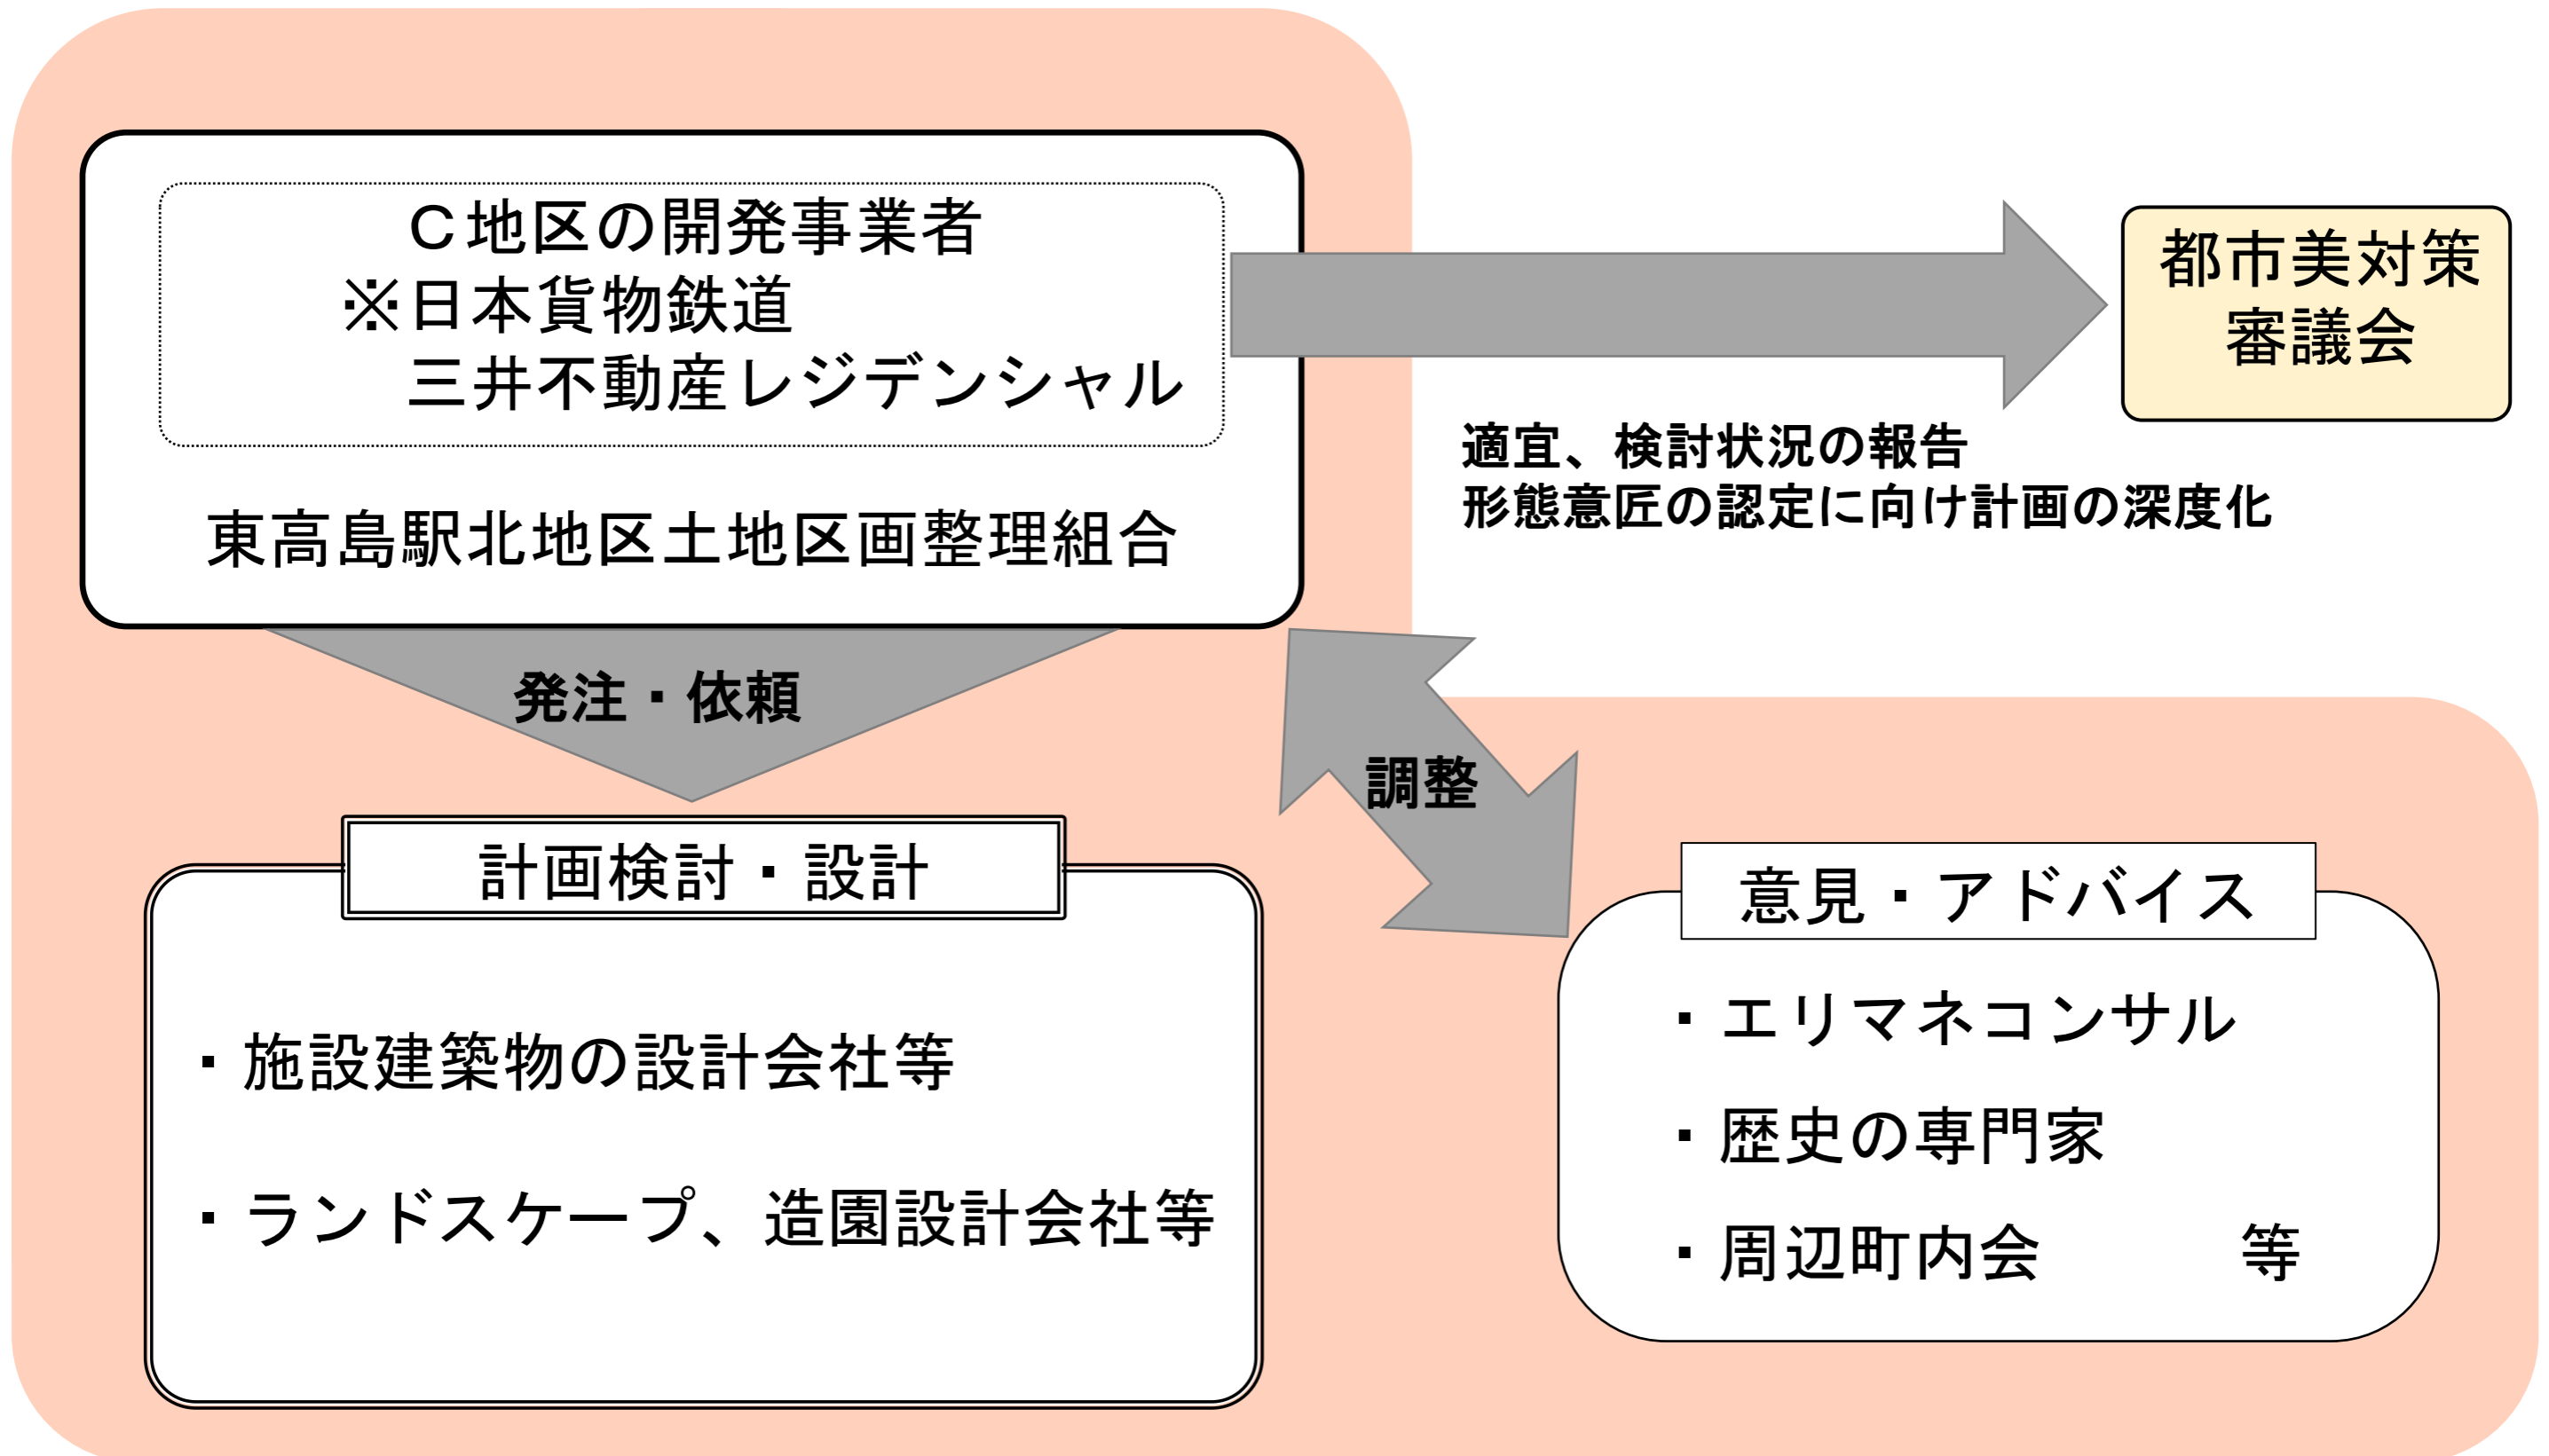 C地区の開発事業者
※日本貨物鉄道
三井不動産レジデンシャル
東高島駅北地区土地区画整理組合
都市美対策
審議会
適宜、検討状況の報告
形態意匠の認定に向け計画の深度化
発注・依頼
調整
計画検討・設計
・施設建築物の設計会社等
・ランドスケープ、造園設計会社等
意見・アドバイス
・エリマネコンサル
・歴史の専門家
・周辺町内会　　　等